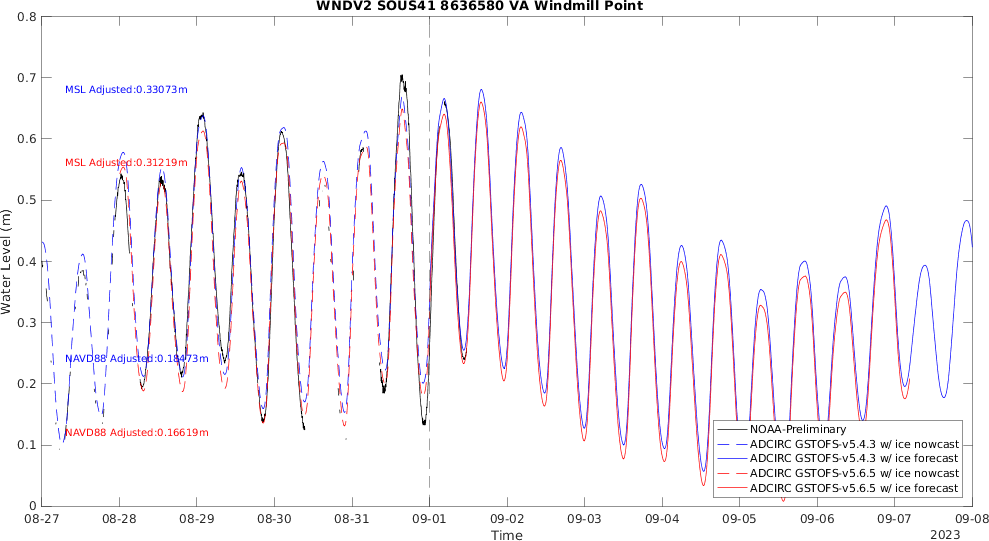 WNDV2 SOUS41 8636580 VA Windmill Point
0.8
0.7
0.6
0.5
0.4
0.3
0.2
0.1
0
Water Level (m)
MSL Adjusted:0.33073m
MSL Adjusted:0.31219m
NAVD88 Adjusted:0.18473m
NAVD88 Adjusted:0.16619m
NOAA-Preliminary
ADCIRC GSTOFS-v5.4.3 w/ ice nowcast
ADCIRC GSTOFS-v5.4.3 w/ ice forecast
ADCIRC GSTOFS-v5.6.5 w/ ice nowcast
ADCIRC GSTOFS-v5.6.5 w/ ice forecast
08-27 08-28 08-29 08-30 08-31 09-01 09-02 09-03 09-04 09-05 09-06 09-07 09-08
Time
2023